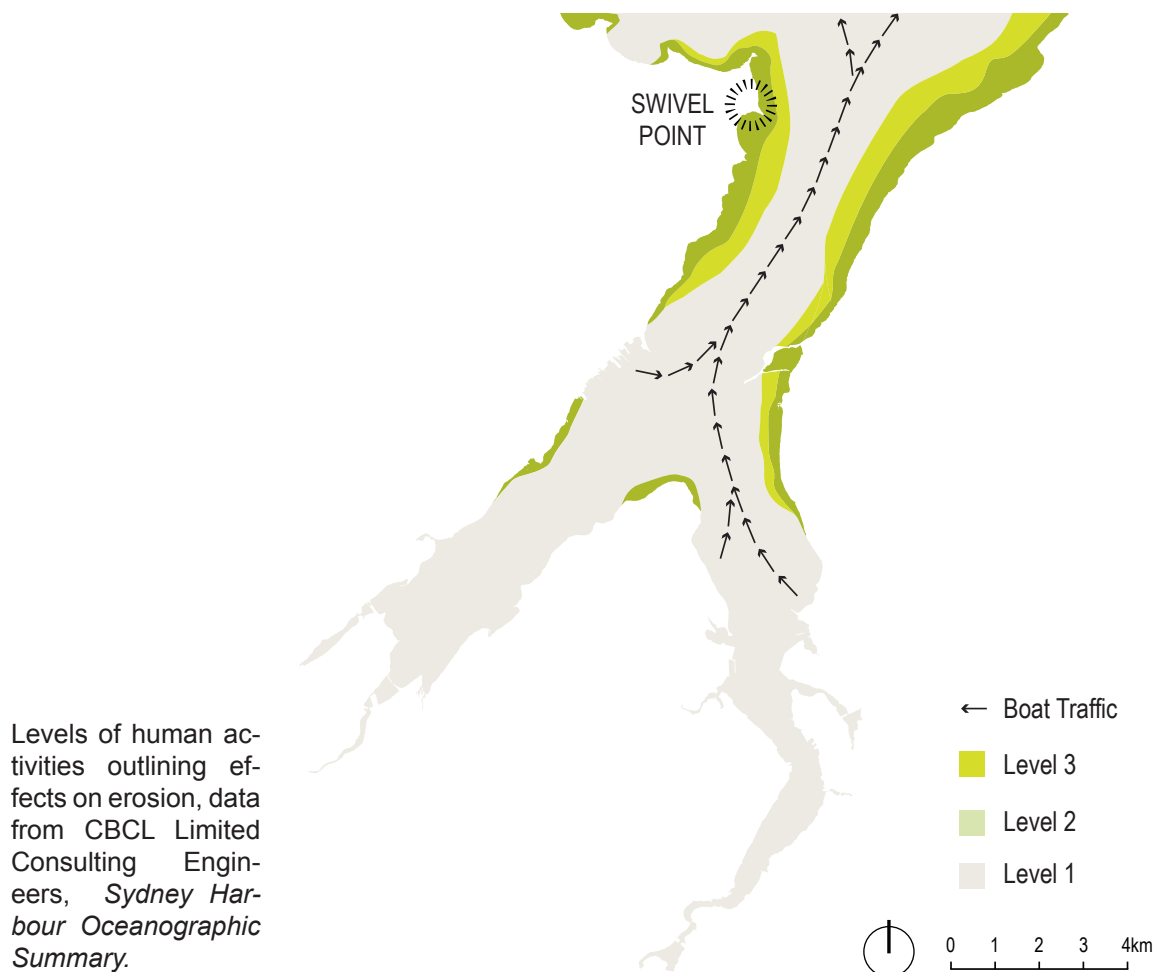 SWIVEL
POINT
Levels of human ac-
tivities outlining ef-
fects on erosion, data
from CBCL Limited
Consulting Engin-
eers, Sydney Har-
bour Oceanographic
Summary.
Boat Traffic
Level 3
Level 2
Level 1
0 1 2 3 4km